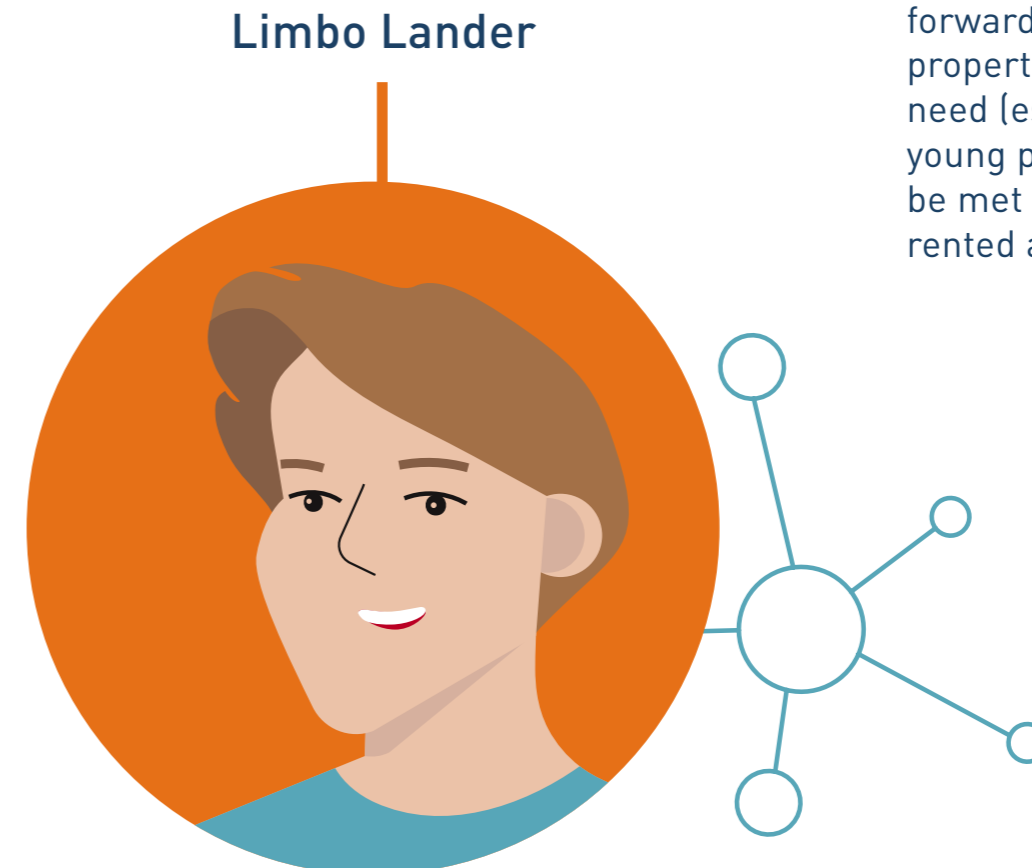 Limbo Lander
forward
propert
need (e
young p
be met
rented a